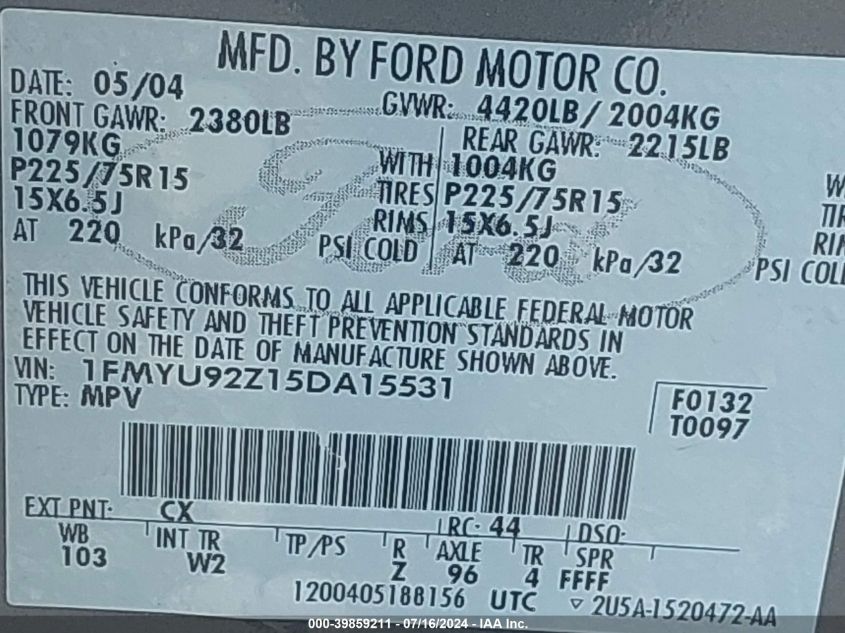 MFD. BY FORD MOTOR CO.
DATE: 05/04
GVWR: 4420LB / 2004KG
FRONT GAWR: 2380LB
REAR GAWR: 2215LB
1079KG WITH 1004KG
P225/75R15 TIRES P225/75R15
15X6.5J RIMS 15X6.5J
AT 220 kPa/32 PSI COLD AT 220 kPa/32 PSI COL
W
TIR
RIN
Ford
THIS VEHICLE CONFORMS TO ALL APPLICABLE FEDERAL MOTOR
VEHICLE SAFETY AND THEFT PREVENTION STANDARDS IN
EFFECT ON THE DATE OF MANUFACTURE SHOWN ABOVE.
VIN: 1FMYU92Z15DA15531
TYPE: MPV
F0132
T0097
EXT PNT: CX RC: 44 DSO:
WB INT TR TP/PS R AXLE TR SPR
103 W2 Z 96 4 FFFF
1200405188156 UTC ▽ 2U5A-1520472-AA
000-39859211 - 07/16/2024 - IAA Inc.